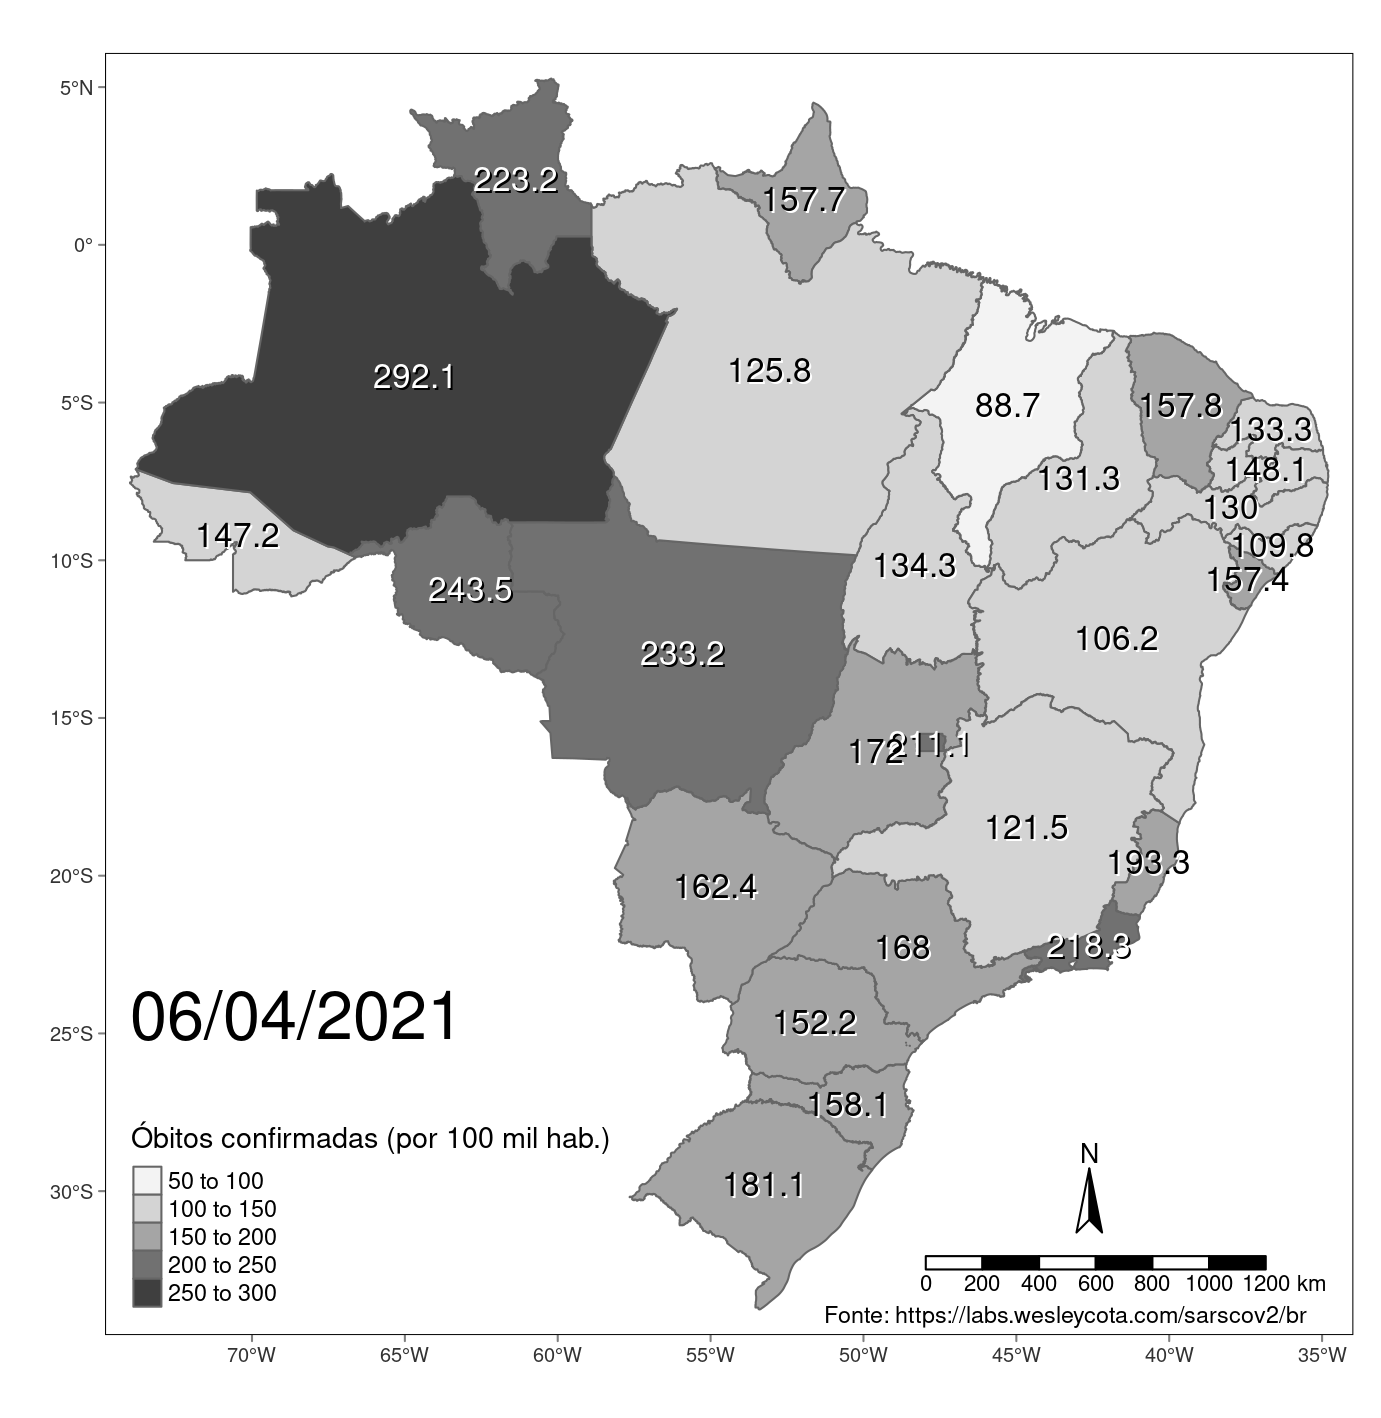 5°N
0°
5°S
10°S
15°S
20°S
25°S
30°S
223.2
157.7
292.1
125.8
88.7
157.8
133.3
148.1
131.3
130
147.2
109.8
134.3
157.4
243.5
106.2
233.2
172
211.1
121.5
193.3
162.4
168
218.3
152.2
158.1
181.1
06/04/2021
Óbitos confirmadas (por 100 mil hab.)
50 to 100
100 to 150
150 to 200
200 to 250
250 to 300
N
0 200 400 600 800 1000 1200 km
Fonte: https://labs.wesleycota.com/sarscov2/br
70°W 65°W 60°W 55°W 50°W 45°W 40°W 35°W